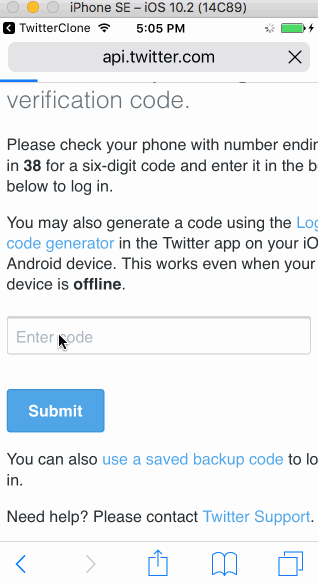 iPhone SE – iOS 10.2 (14C89)
TwitterClone 5:05 PM
api.twitter.com
verification code.
Please check your phone with number endin
in 38 for a six-digit code and enter it in the b
below to log in.
You may also generate a code using the Log
code generator in the Twitter app on your iO
Android device. This works even when your
device is offline.
Enter code
Submit
You can also use a saved backup code to lo
in.
Need help? Please contact Twitter Support.